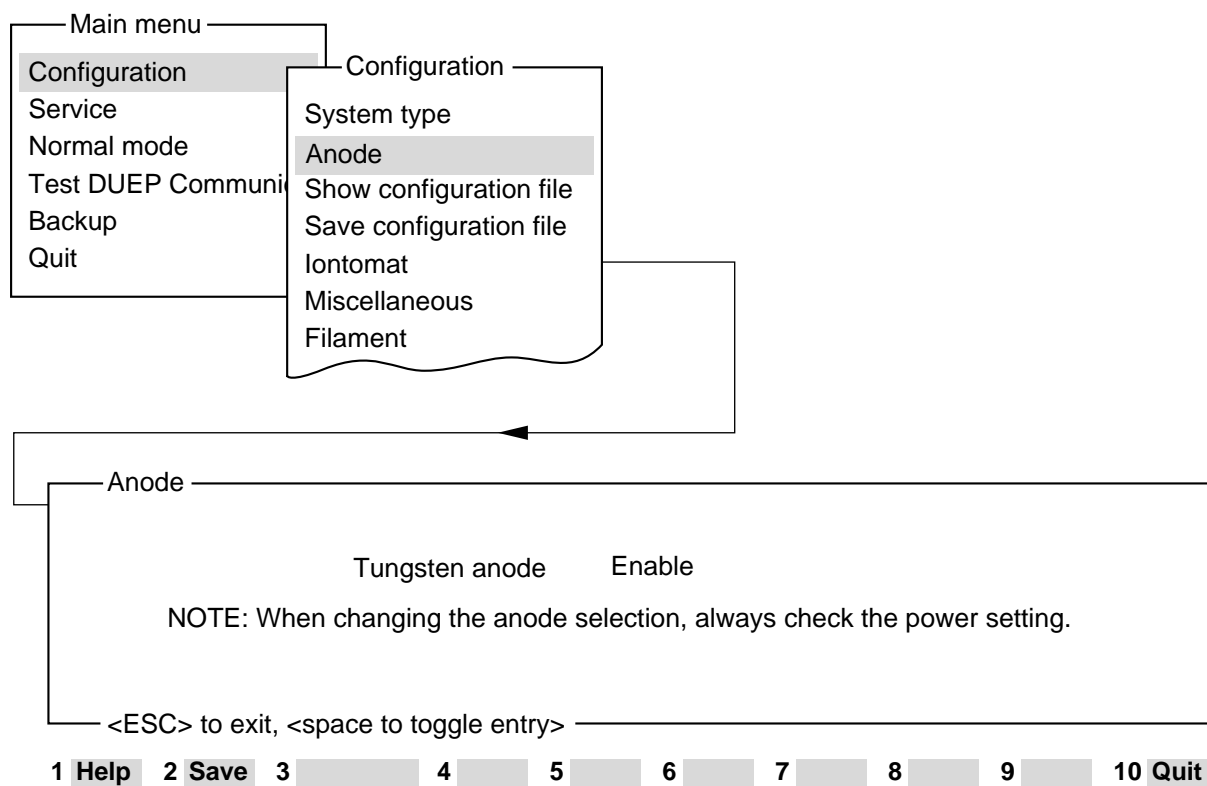 Main menu
Configuration
Service
Normal mode
Test DUEP Communi
Backup
Quit
Configuration
System type
Anode
Show configuration file
Save configuration file
Iontomat
Miscellaneous
Filament
Anode
Tungsten anode Enable
NOTE: When changing the anode selection, always check the power setting.
<ESC> to exit, <space to toggle entry>
1 Help 2 Save 3 4 5 6 7 8 9 10 Quit